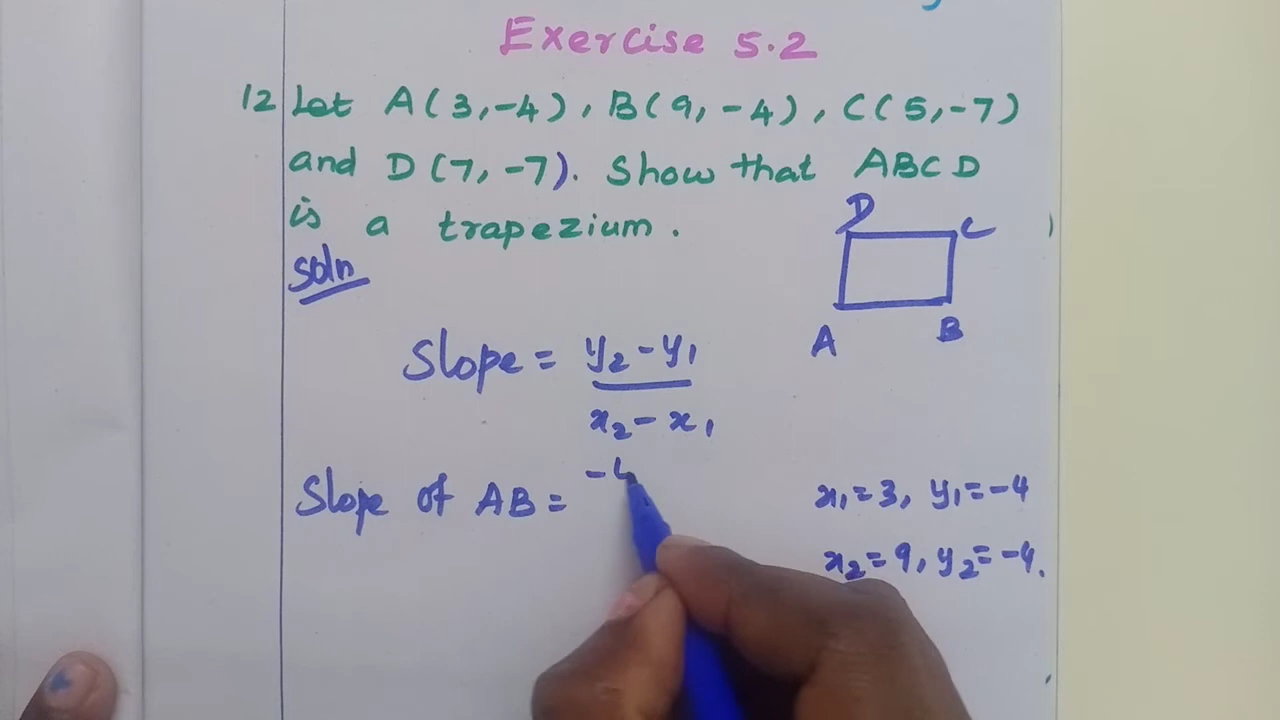 Exercise 5.2
12 Let A(3,-4), B(9,-4), C(5,-7)
and D(7,-7). Show that ABCD
is a trapezium.
Soln
D C
A B
Slope = y₂-y₁
x₂-x₁
Slope of AB = -4
x₁=3, y₁=-4
x₂=9, y₂=-4.